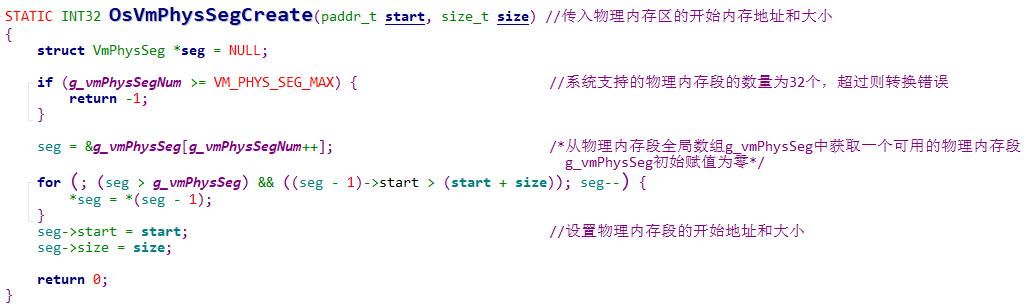 STATIC INT32 OsVmPhysSegCreate(paddr_t start, size_t size) //传入物理内存区的开始内存地址和大小
{
    struct VmPhysSeg *seg = NULL;
    if (g_vmPhysSegNum >= VM_PHYS_SEG_MAX) { //系统支持的物理内存段的数量为32个，超过则转换错误
        return -1;
    }
    seg = &g_vmPhysSeg[g_vmPhysSegNum++]; /*从物理内存段全局数组g_vmPhysSeg中获取一个可用的物理内存段
g_vmPhysSeg初始赋值为零*/
    for (; (seg > g_vmPhysSeg) && ((seg - 1)->start > (start + size)); seg--) {
        *seg = *(seg - 1);
    }
    seg->start = start; //设置物理内存段的开始地址和大小
    seg->size = size;
    return 0;
}